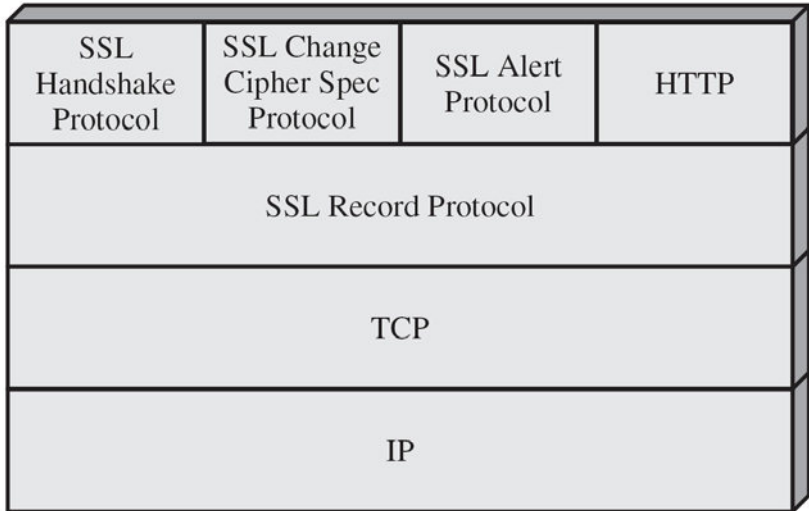 SSL
Handshake
Protocol
SSL Change
Cipher Spec
Protocol
SSL Alert
Protocol
HTTP
SSL Record Protocol
TCP
IP